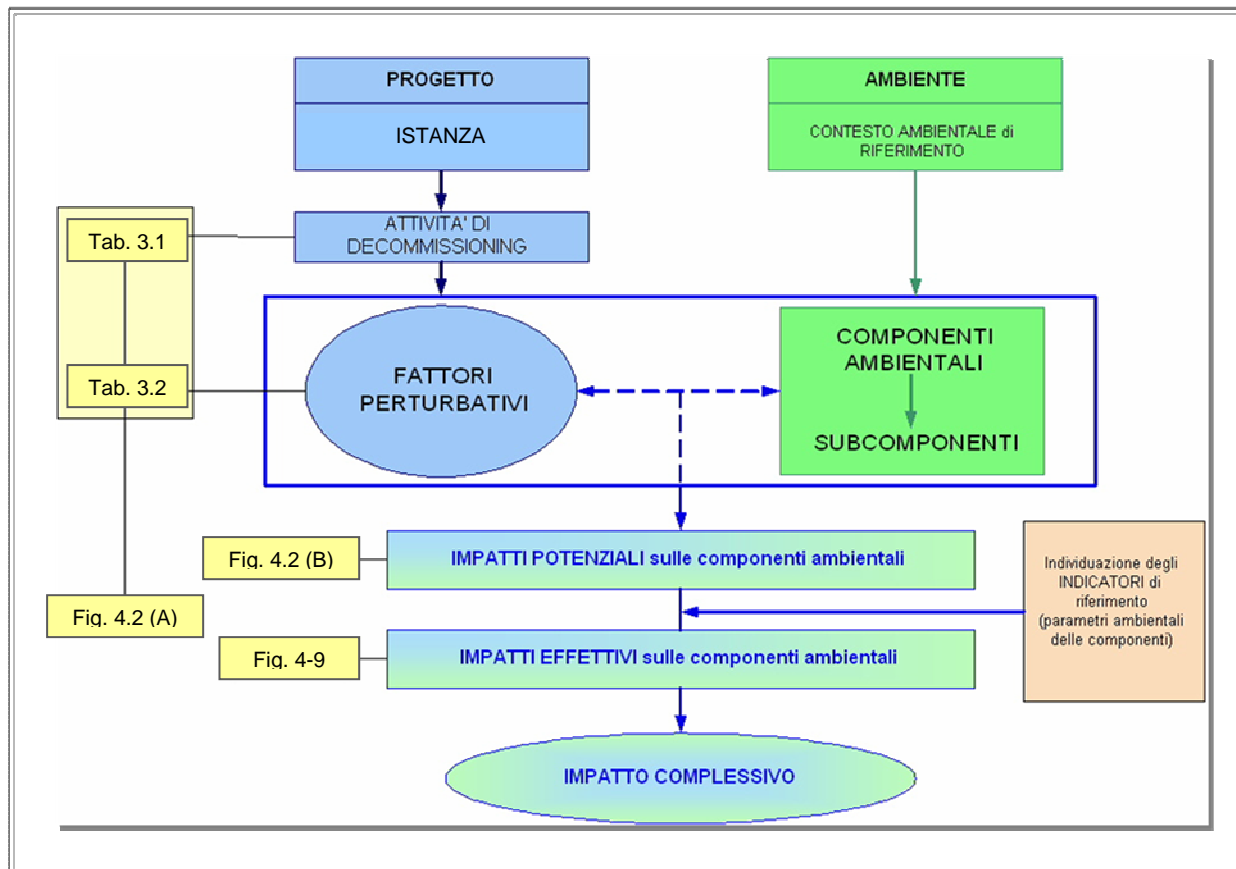 PROGETTO
ISTANZA
AMBIENTE
CONTESTO AMBIENTALE di
RIFERIMENTO
ATTIVITA' DI
DECOMMISSIONING
Tab. 3.1
Tab. 3.2
FATTORI
PERTURBATIVI
COMPONENTI
AMBIENTALI
SUBCOMPONENTI
Fig. 4.2 (B)
IMPATTI POTENZIALI sulle componenti ambientali
Individuazione degli
INDICATORI di
riferimento
(parametri ambientali
delle componenti)
Fig. 4.2 (A)
Fig. 4-9
IMPATTI EFFETTIVI sulle componenti ambientali
IMPATTO COMPLESSIVO